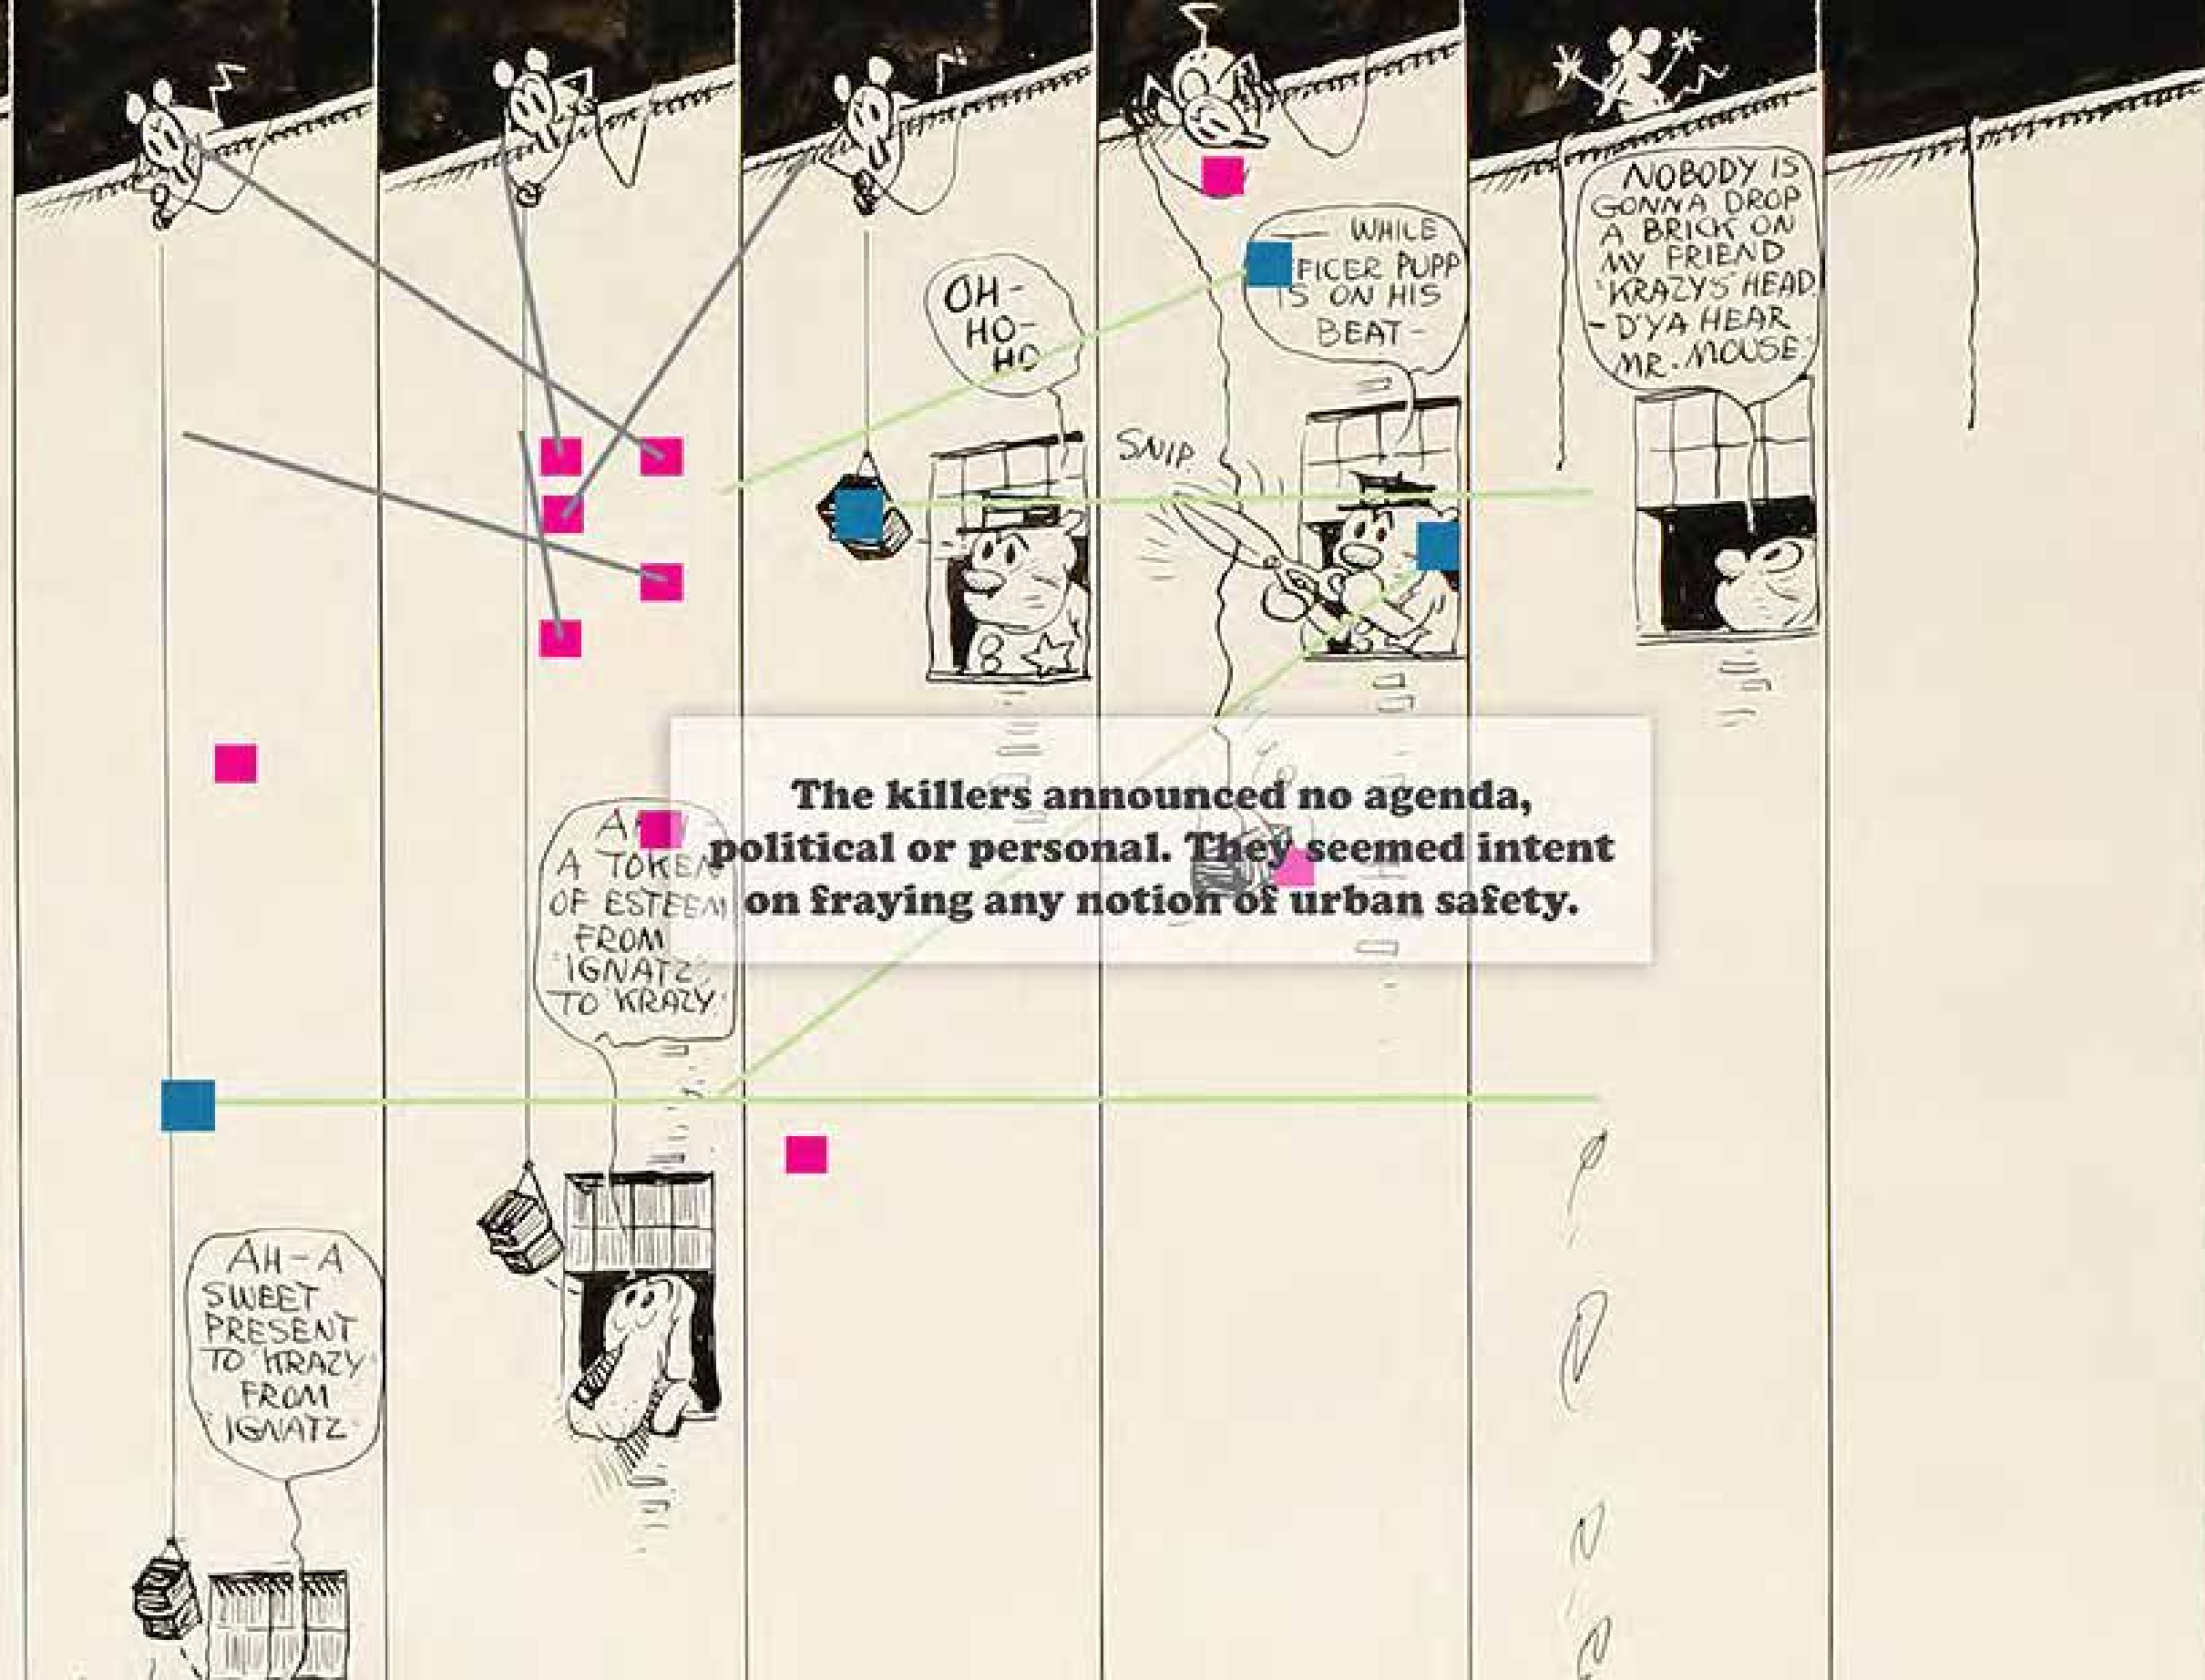 OH-
HO-
HO
SNIP
WHILE
FICER PUPP
IS ON HIS
BEAT-
NOBODY IS
GONNA DROP
A BRICK ON
MY FRIEND
"KRAZY'S" HEAD
- D'YA HEAR
MR. MOUSE
The killers announced no agenda,
political or personal. They seemed intent
on fraying any notion of urban safety.
A TOKEN
OF ESTEEM
FROM
"IGNATZ"
TO "KRAZY"
AH-A
SWEET
PRESENT
TO "KRAZY"
FROM
"IGNATZ"